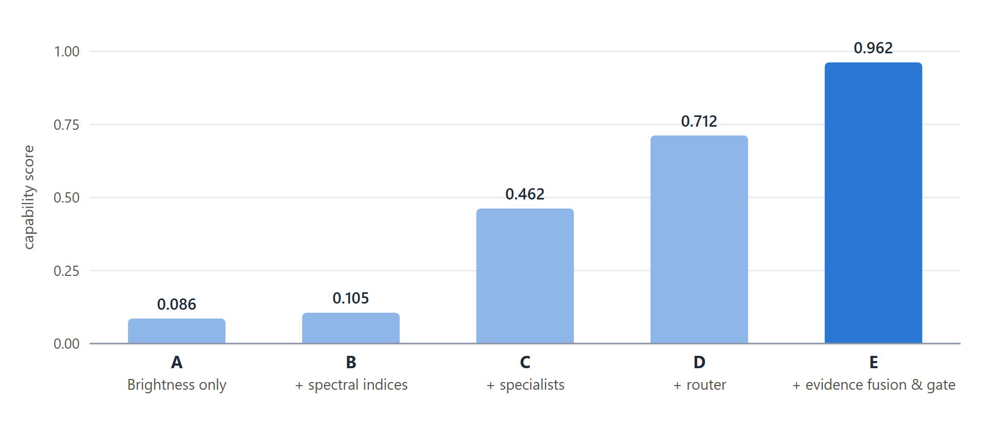 1.00
0.75
0.50
0.25
0.00
capability score
0.086
0.105
0.462
0.712
0.962
A
B
C
D
E
Brightness only
+ spectral indices
+ specialists
+ router
+ evidence fusion & gate